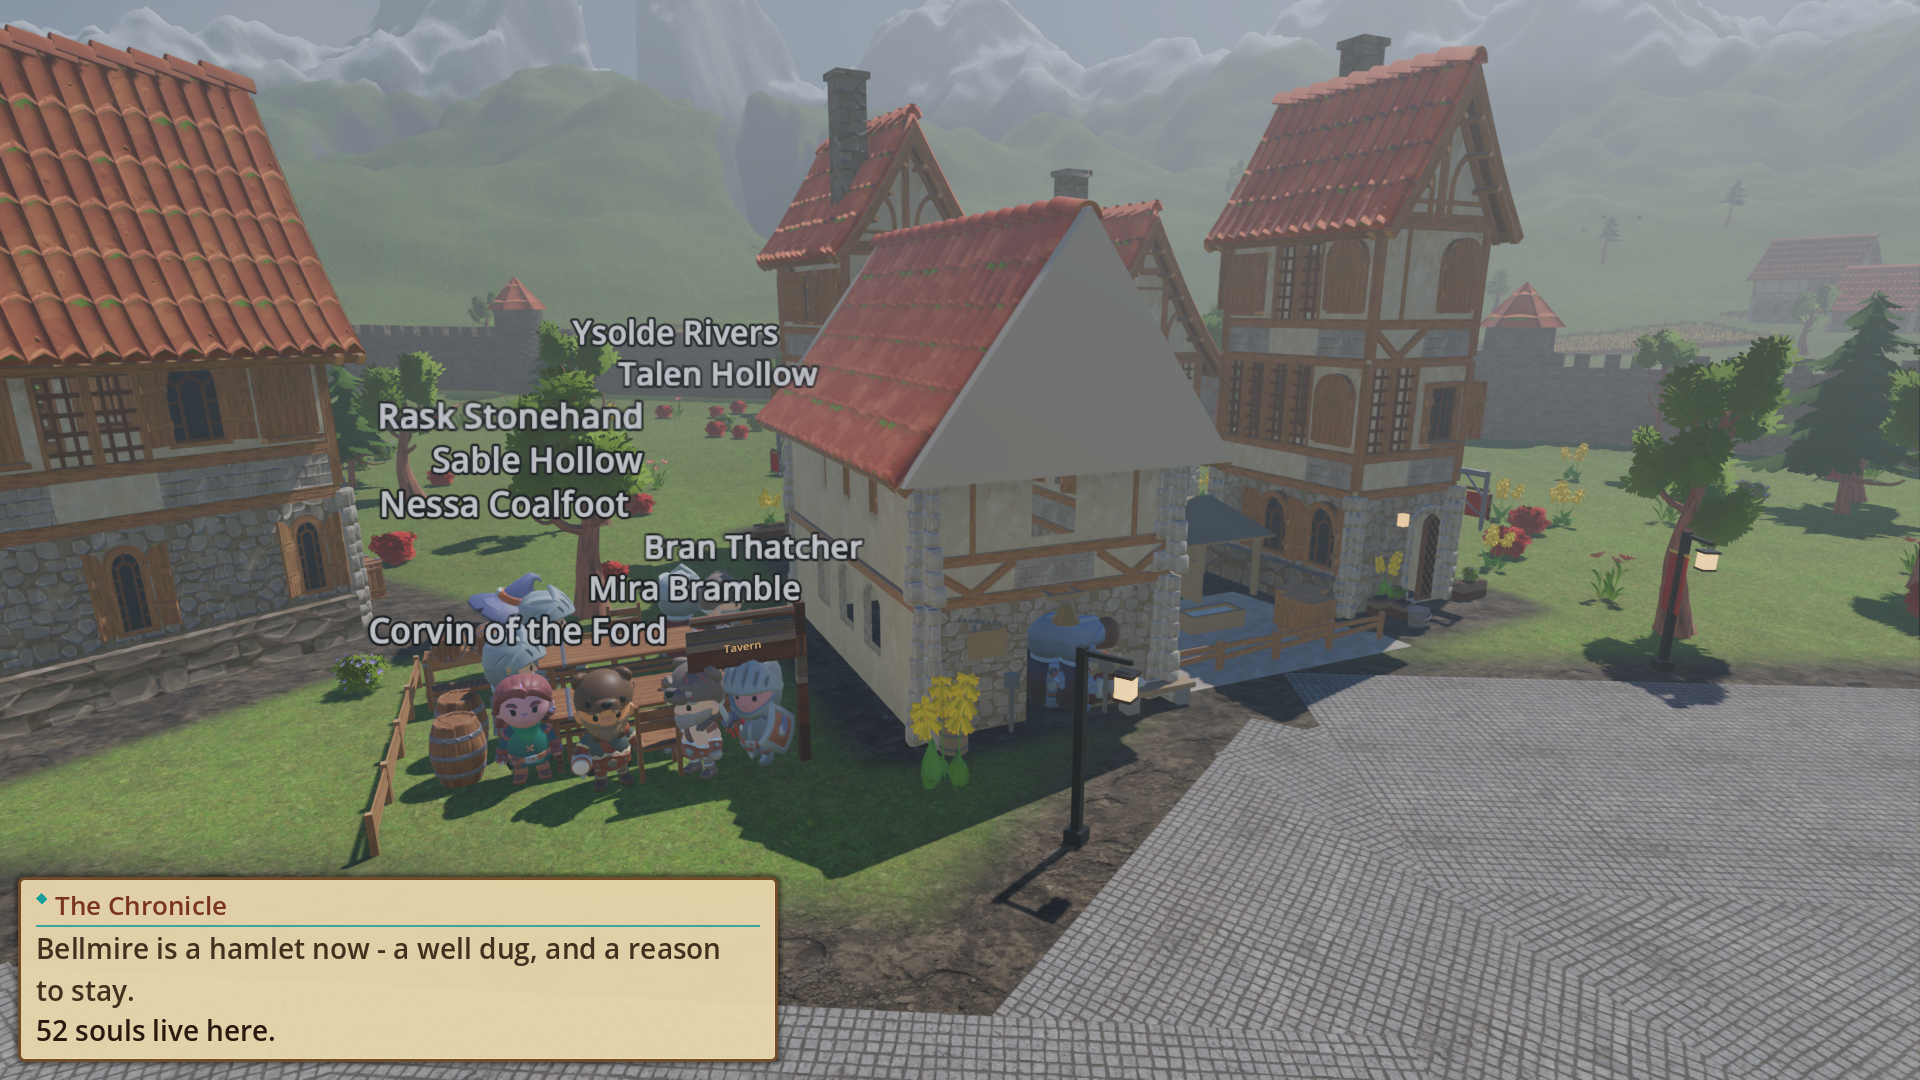 Ysolde Rivers
Talen Hollow
Rask Stonehand
Sable Hollow
Nessa Coalfoot
Bran Thatcher
Mira Bramble
Corvin of the Ford
Tavern
The Chronicle
Bellmire is a hamlet now - a well dug, and a reason
to stay.
52 souls live here.